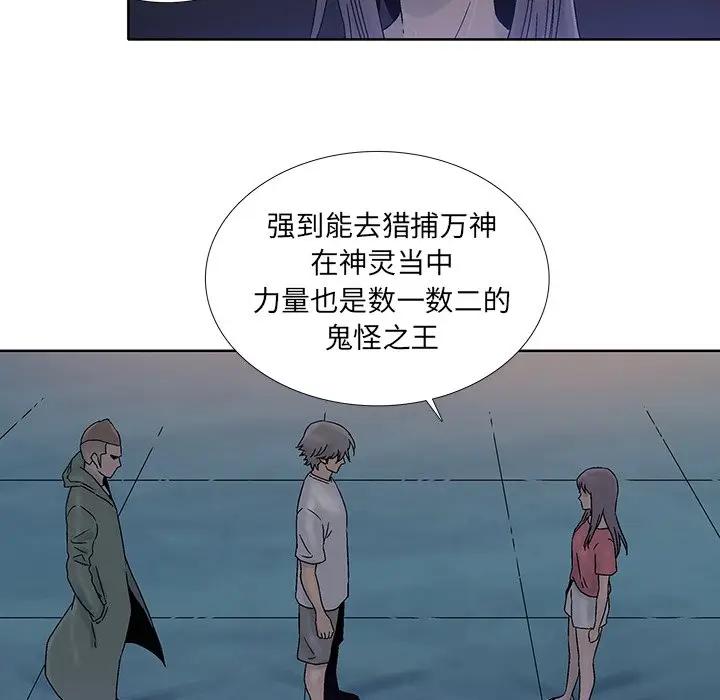 强到能去猎捕万神
在神灵当中
力量也是数一数二的
鬼怪之王